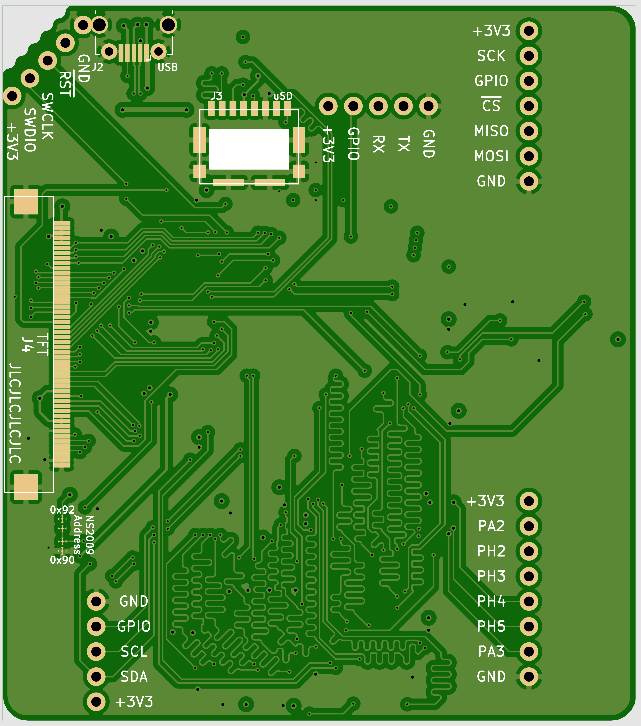 J2
USB
GND
RST
SWCLK
SWDIO
+3V3
J3
uSD
+3V3
GPIO
RX
TX
GND
+3V3
SCK
GPIO
CS
MISO
MOSI
GND
TFT
J4
JLCJLCJLCJLC
0x92
NS2009
Address
0x90
GND
GPIO
SCL
SDA
+3V3
+3V3
PA2
PH2
PH3
PH4
PH5
PA3
GND